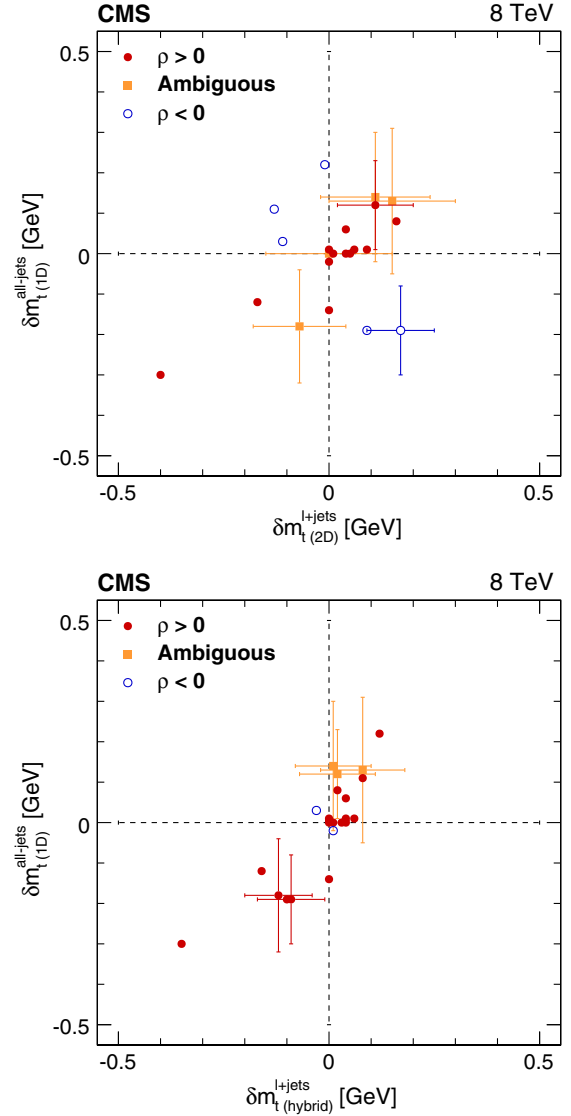 CMS 8 TeV
0.5
ρ > 0
Ambiguous
ρ < 0
δm_t (1D)^all-jets [GeV]
0
-0.5
-0.5 0 0.5
δm_t (2D)^l+jets [GeV]
CMS 8 TeV
0.5
ρ > 0
Ambiguous
ρ < 0
δm_t (1D)^all-jets [GeV]
0
-0.5
-0.5 0 0.5
δm_t (hybrid)^l+jets [GeV]